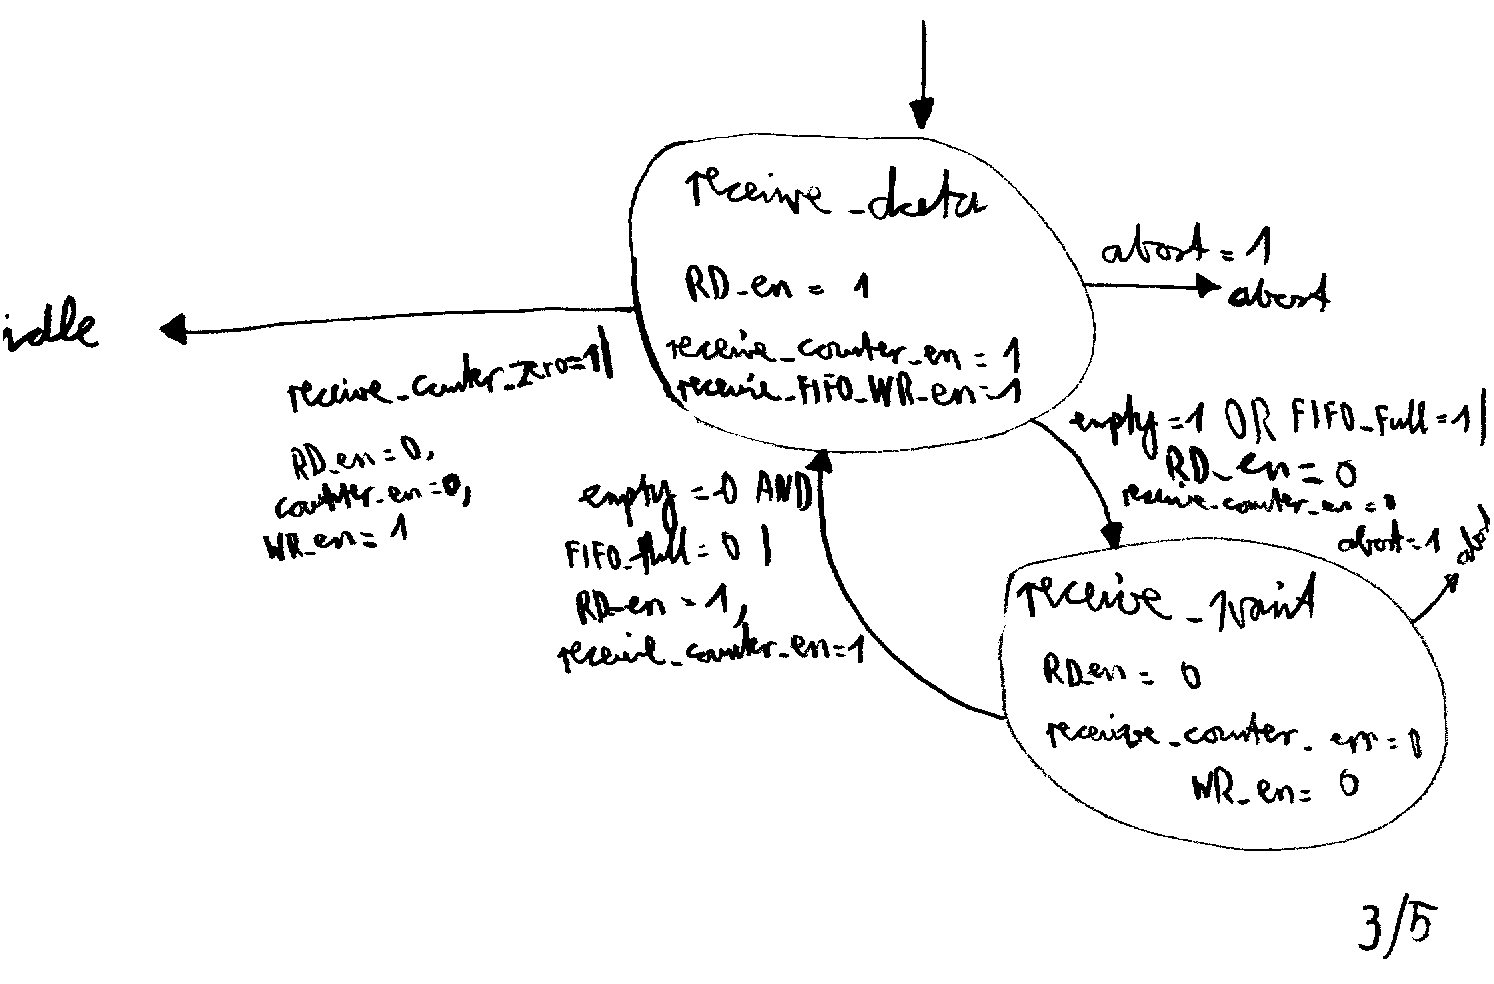 receive_data
RD_en = 1
receive_counter_en = 1
receive_FIFO_WR_en=1
abort = 1
abort
idle
receive_counter_zero=1|
RD_en=0,
counter_en=0,
WR_en=1
empty=1 OR FIFO_full=1|
RD_en=0
receive_counter_en=0
empty=0 AND
FIFO_full=0 |
RD_en=1,
receive_counter_en=1
abort=1
abort
receive_wait
RD_en = 0
receive_counter_en=0
WR_en= 0
3/5